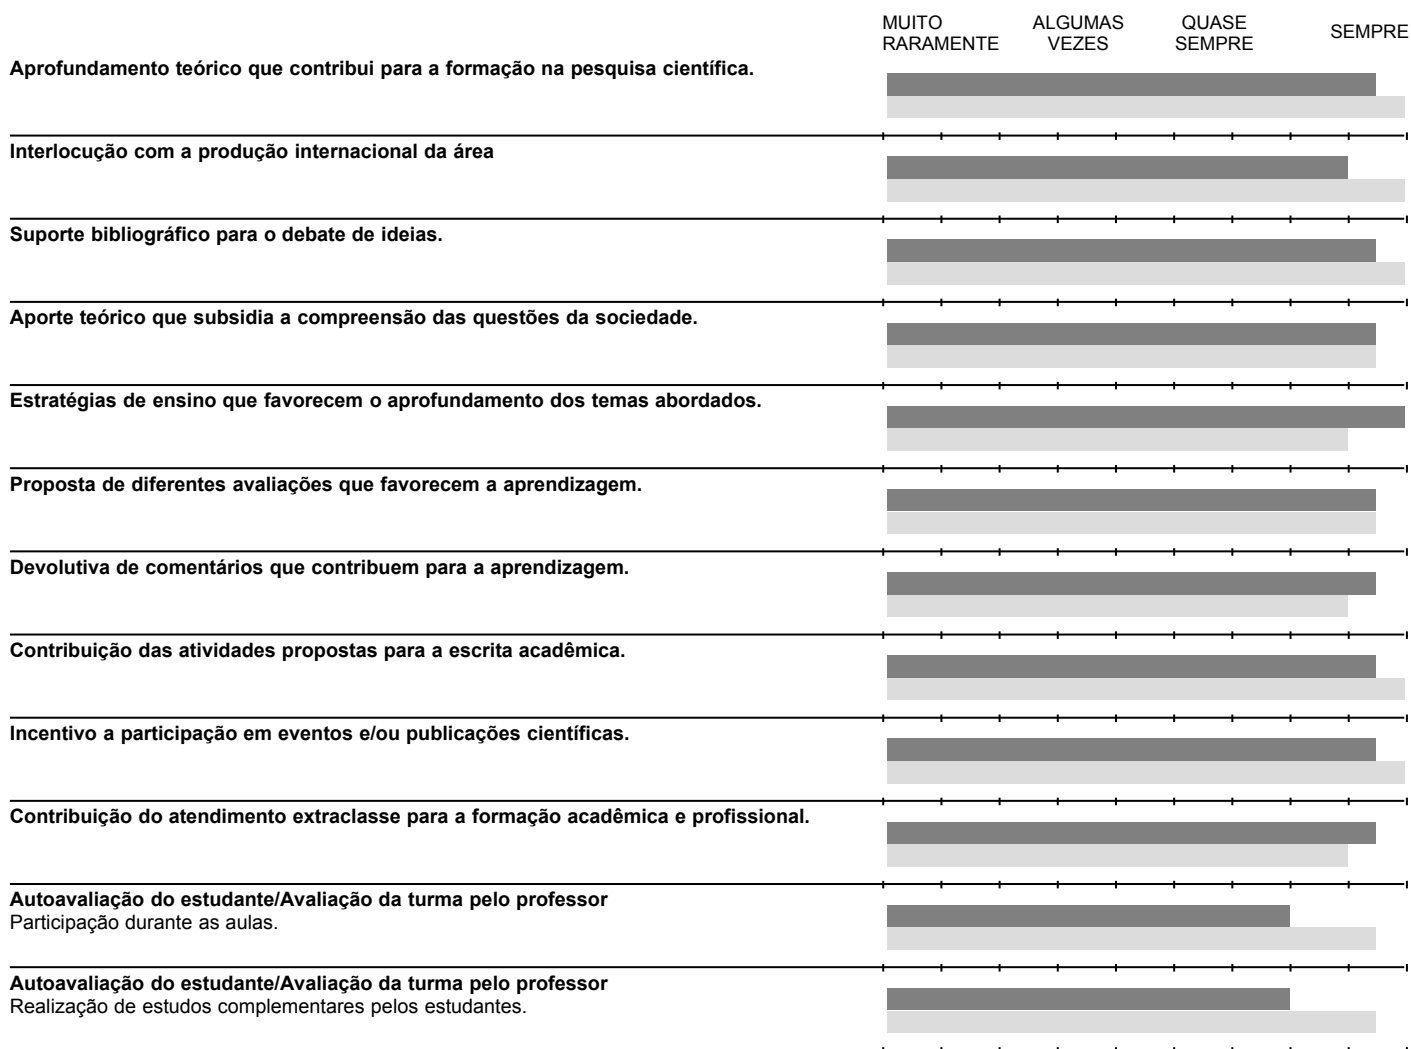 MUITO RARAMENTE
ALGUMAS VEZES
QUASE SEMPRE
SEMPRE
Aprofundamento teórico que contribui para a formação na pesquisa científica.
Interlocução com a produção internacional da área
Suporte bibliográfico para o debate de ideias.
Aporte teórico que subsidia a compreensão das questões da sociedade.
Estratégias de ensino que favorecem o aprofundamento dos temas abordados.
Proposta de diferentes avaliações que favorecem a aprendizagem.
Devolutiva de comentários que contribuem para a aprendizagem.
Contribuição das atividades propostas para a escrita acadêmica.
Incentivo a participação em eventos e/ou publicações científicas.
Contribuição do atendimento extraclasse para a formação acadêmica e profissional.
Autoavaliação do estudante/Avaliação da turma pelo professor
Participação durante as aulas.
Autoavaliação do estudante/Avaliação da turma pelo professor
Realização de estudos complementares pelos estudantes.